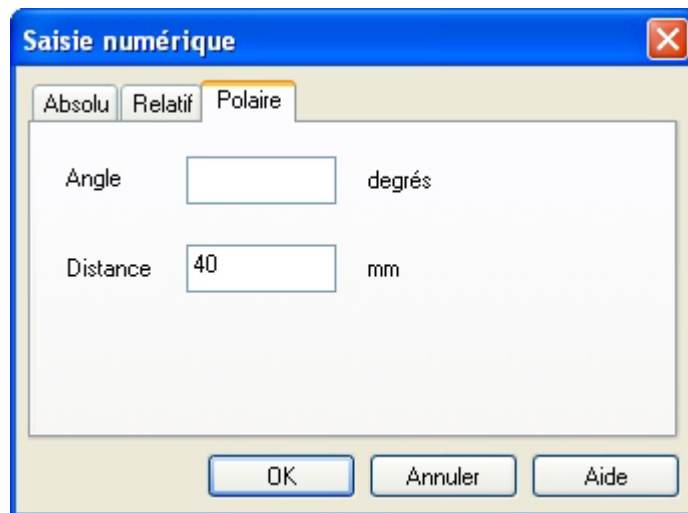 Saisie numérique
Absolu Relatif Polaire
Angle degrés
Distance 40 mm
OK Annuler Aide